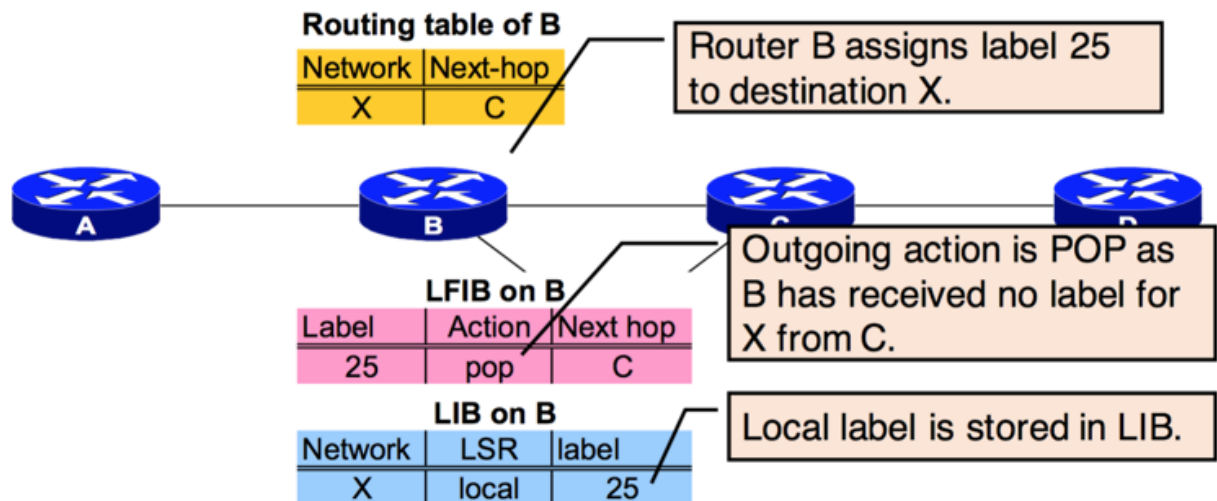 Routing table of B
Network Next-hop
X C
Router B assigns label 25
to destination X.
A B
Outgoing action is POP as
B has received no label for
X from C.
LFIB on B
Label Action Next hop
25 pop C
LIB on B
Network LSR label
X local 25
Local label is stored in LIB.